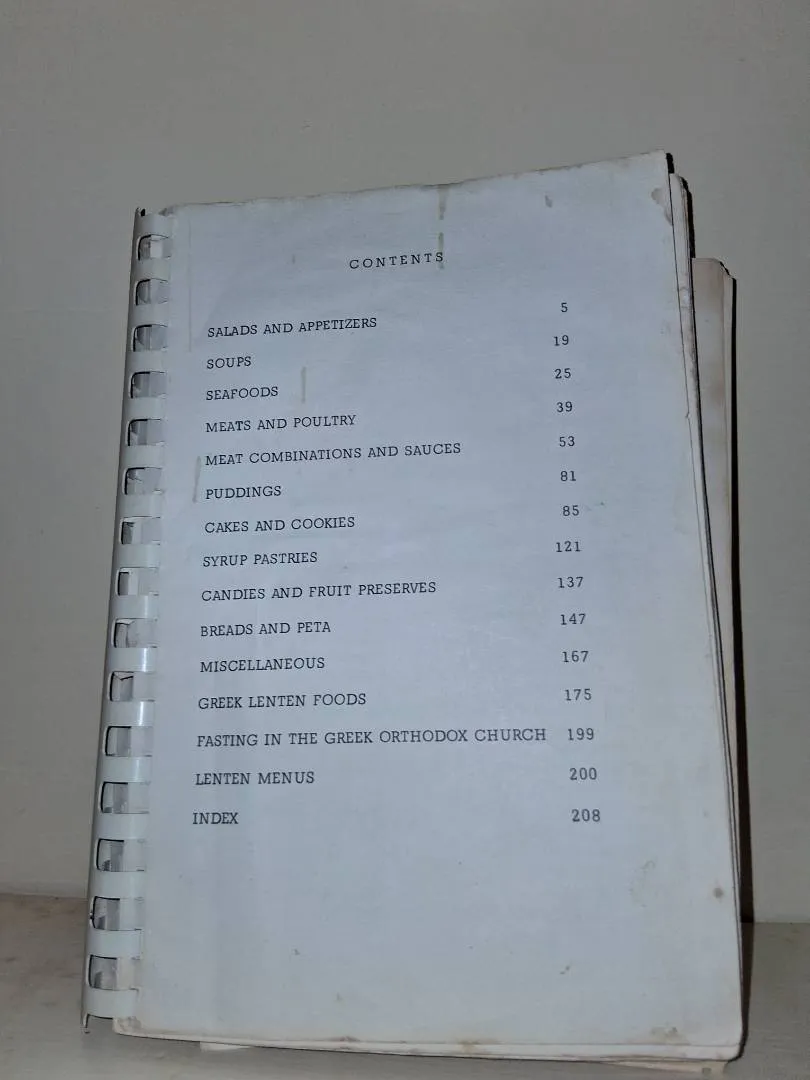 CONTENTS
SALADS AND APPETIZERS 5
SOUPS 19
SEAFOODS 25
MEATS AND POULTRY 39
MEAT COMBINATIONS AND SAUCES 53
PUDDINGS 81
CAKES AND COOKIES 85
SYRUP PASTRIES 121
CANDIES AND FRUIT PRESERVES 137
BREADS AND PETA 147
MISCELLANEOUS 167
GREEK LENTEN FOODS 175
FASTING IN THE GREEK ORTHODOX CHURCH 199
LENTEN MENUS 200
INDEX 208